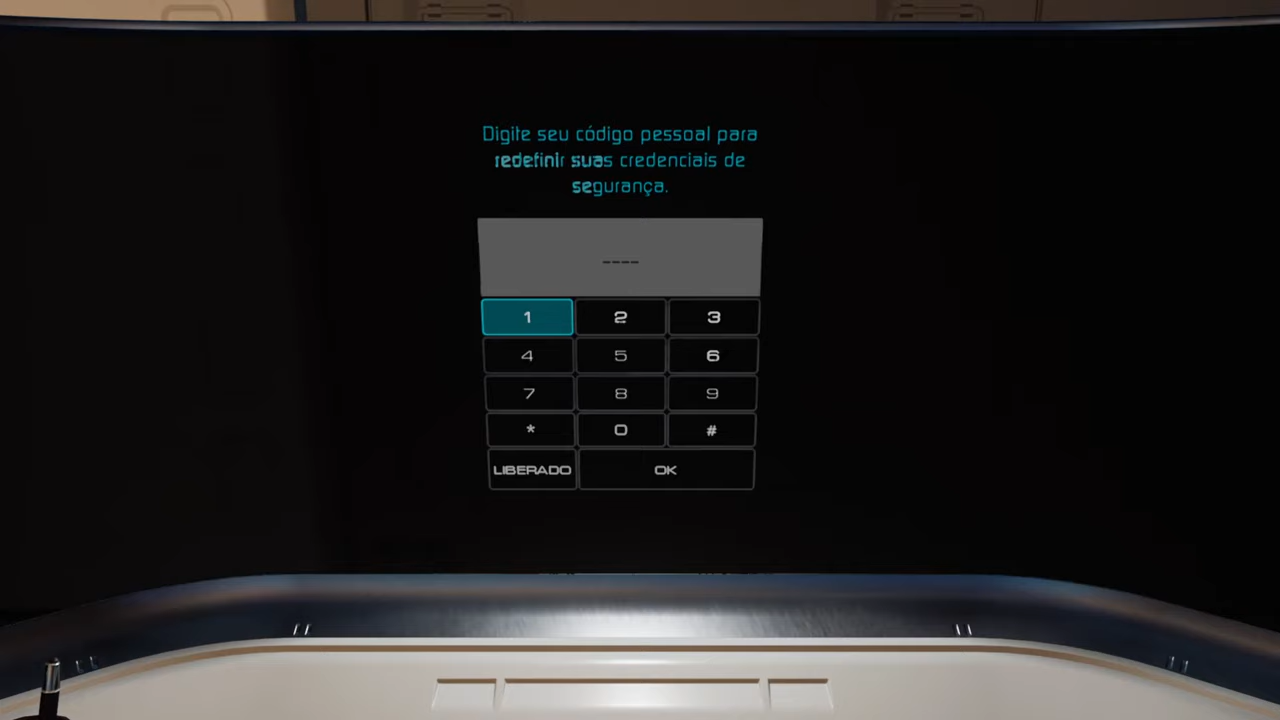 Digite seu código pessoal para
redefinir suas credenciais de
segurança.
----
1 2 3
4 5 6
7 8 9
* 0 #
LIBERADO OK